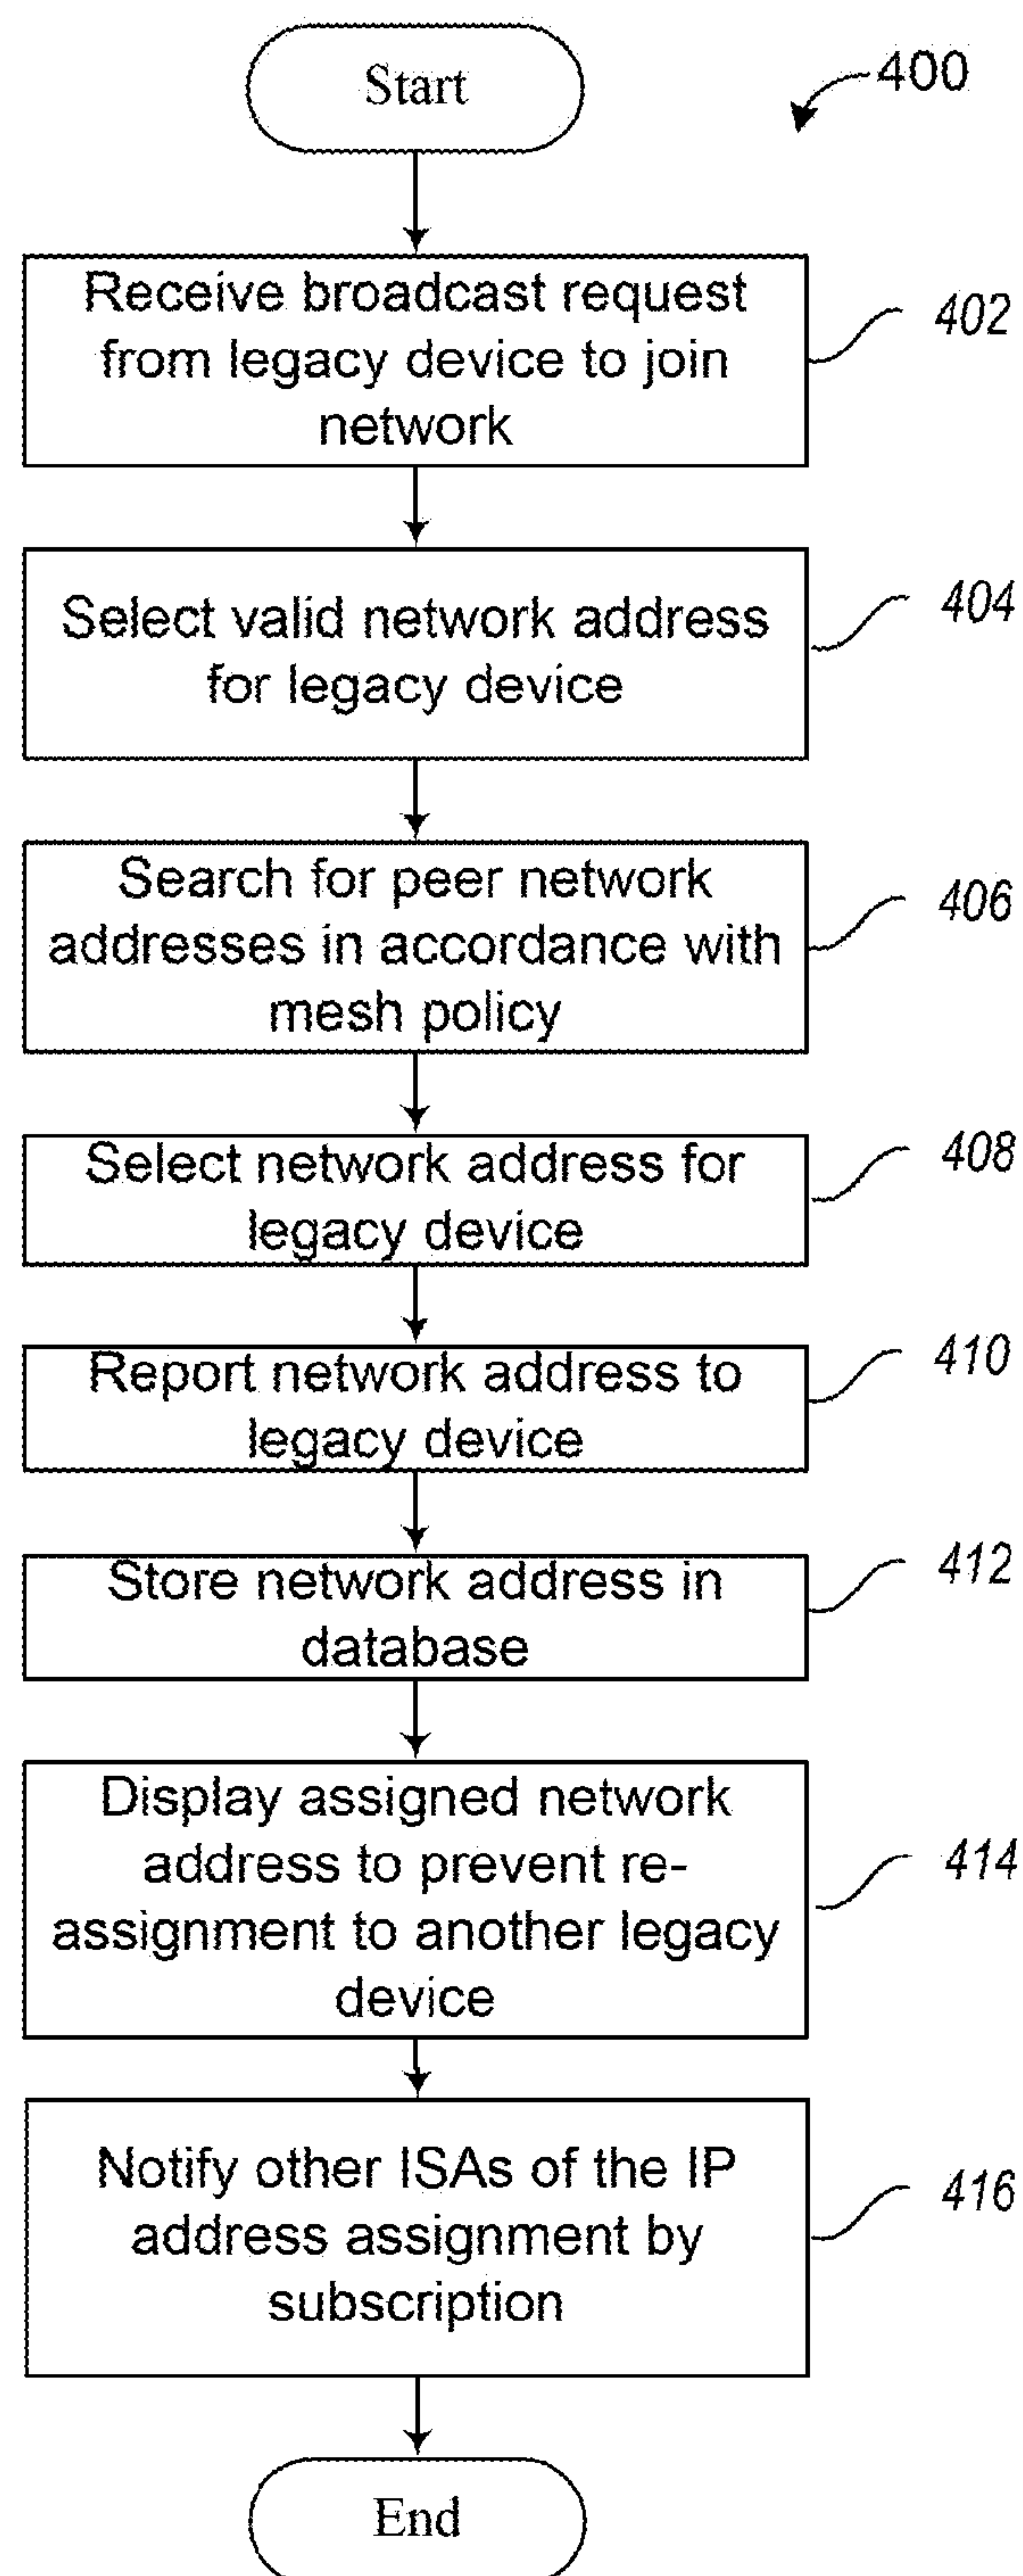 Start
400
Receive broadcast request
from legacy device to join
network
402
Select valid network address
for legacy device
404
Search for peer network
addresses in accordance with
mesh policy
406
Select network address for
legacy device
408
Report network address to
legacy device
410
Store network address in
database
412
Display assigned network
address to prevent re-
assignment to another legacy
device
414
Notify other ISAs of the IP
address assignment by
subscription
416
End